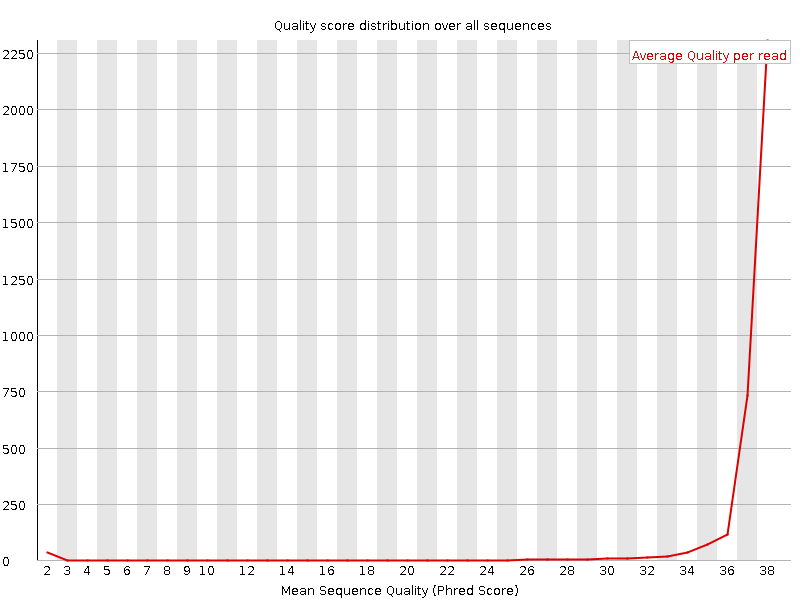 Quality score distribution over all sequences
Average Quality per read
2250
2000
1750
1500
1250
1000
750
500
250
0
2 3 4 5 6 7 8 9 10 12 14 16 18 20 22 24 26 28 30 32 34 36 38
Mean Sequence Quality (Phred Score)